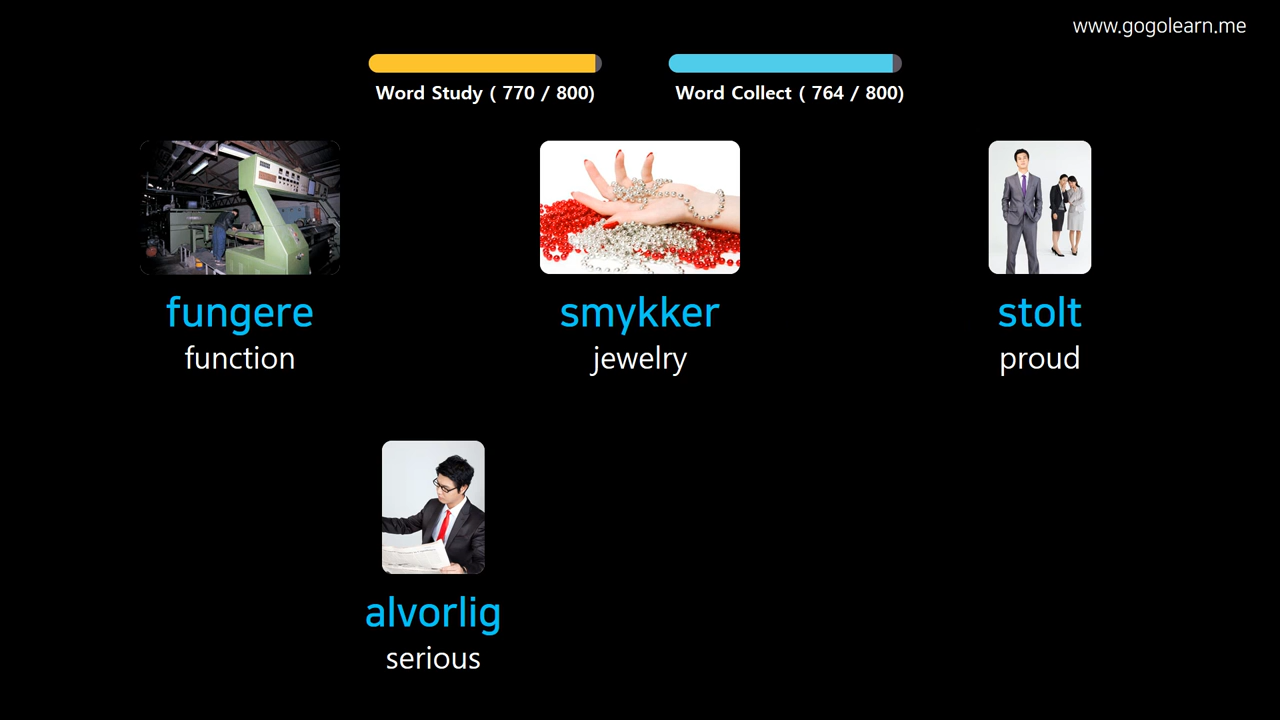 www.gogolearn.me
Word Study ( 770 / 800)
Word Collect ( 764 / 800)
fungere
function
smykker
jewelry
stolt
proud
alvorlig
serious